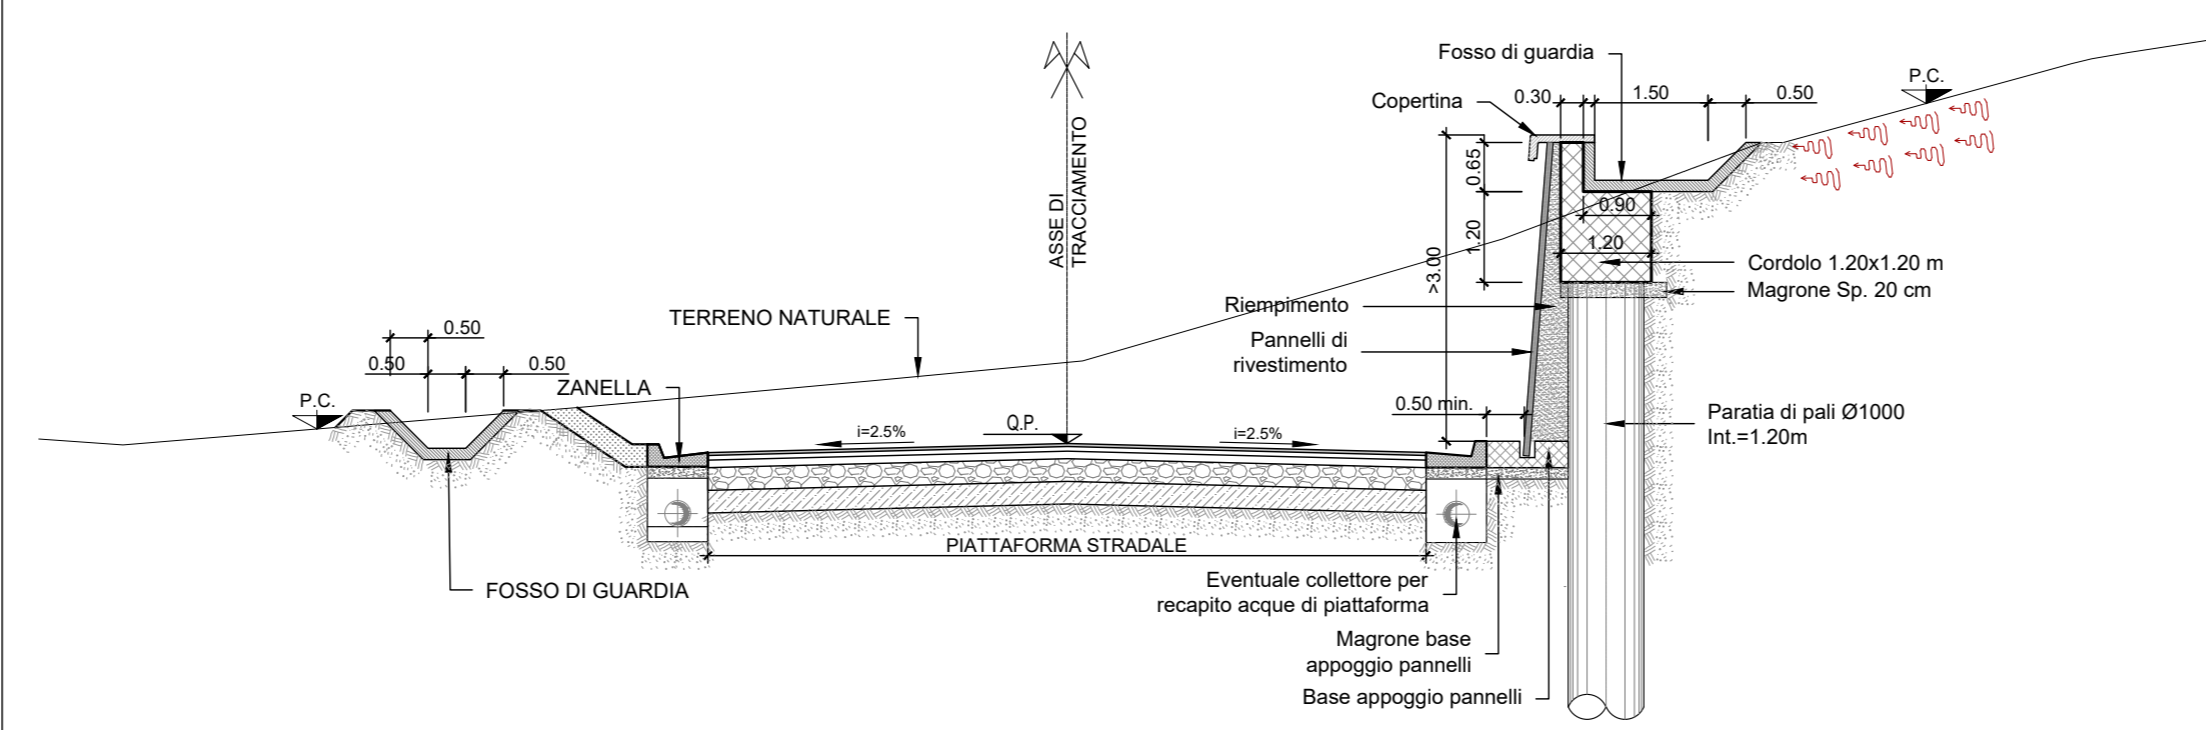 Fosso di guardia
P.C.
Copertina
0.30
1.50
0.50
ASSE DI
TRACCIAMENTO
0.65
0.90
1.20
1.20
>3.00
Cordolo 1.20x1.20 m
Magrone Sp. 20 cm
Riempimento
TERRENO NATURALE
Pannelli di
rivestimento
0.50
0.50
0.50
ZANELLA
P.C.
0.50 min.
Paratia di pali Ø1000
Int.=1.20m
Q.P.
i=2.5%
i=2.5%
PIATTAFORMA STRADALE
FOSSO DI GUARDIA
Eventuale collettore per
recapito acque di piattaforma
Magrone base
appoggio pannelli
Base appoggio pannelli